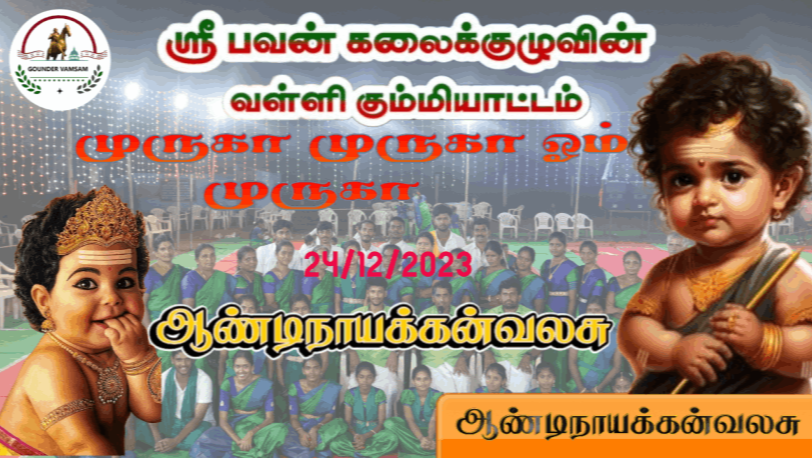 ஸ்ரீ பவன் கலைக்குழுவின்
வள்ளி கும்மியாட்டம்
முருகா முருகா ஓம்
முருகா
24/12/2023
ஆண்டிநாயக்கன்வலசு
ஆண்டிநாயக்கன்வலசு
GOUNDER VAMSAM